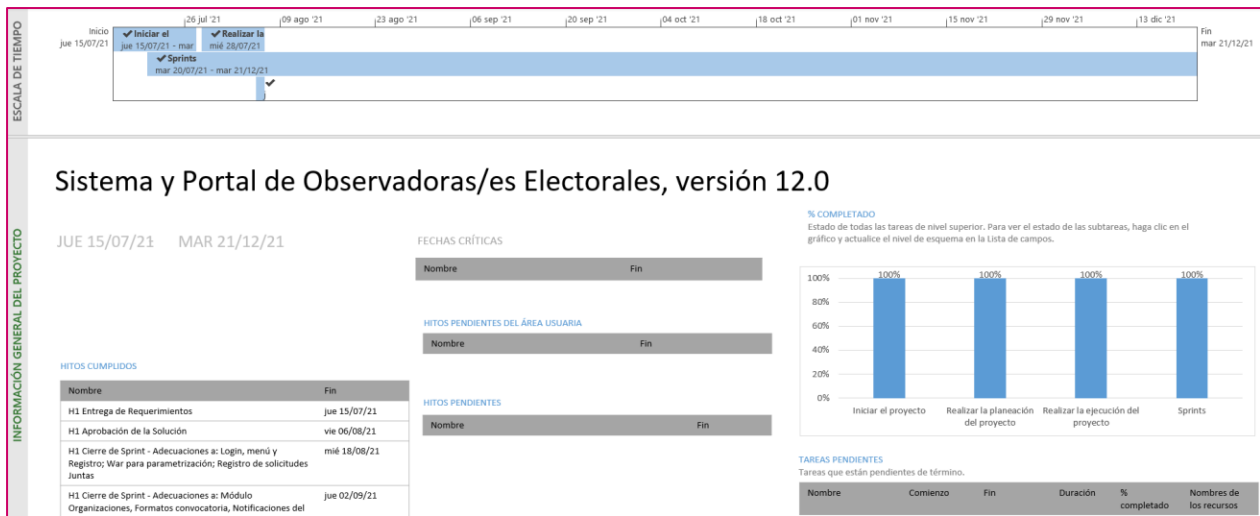 26 jul '21 09 ago '21 23 ago '21 06 sep '21 20 sep '21 04 oct '21 18 oct '21 01 nov '21 15 nov '21 29 nov '21 13 dic '21
ESCALA DE TIEMPO
Inicio
jue 15/07/21
Iniciar el
jue 15/07/21 - mar
Realizar la
mié 28/07/21
Sprints
mar 20/07/21 - mar 21/12/21
Fin
mar 21/12/21
INFORMACIÓN GENERAL DEL PROYECTO
Sistema y Portal de Observadoras/es Electorales, versión 12.0
JUE 15/07/21 MAR 21/12/21
HITOS CUMPLIDOS
Nombre Fin
H1 Entrega de Requerimientos jue 15/07/21
H1 Aprobación de la Solución vie 06/08/21
H1 Cierre de Sprint - Adecuaciones a: Login, menú y mié 18/08/21
Registro; War para parametrización; Registro de solicitudes
Juntas
H1 Cierre de Sprint - Adecuaciones a: Módulo jue 02/09/21
Organizaciones, Formatos convocatoria, Notificaciones del
FECHAS CRÍTICAS
Nombre Fin
HITOS PENDIENTES DEL ÁREA USUARIA
Nombre Fin
HITOS PENDIENTES
Nombre Fin
% COMPLETADO
Estado de todas las tareas de nivel superior. Para ver el estado de las subtareas, haga clic en el
gráfico y actualice el nivel de esquema en la Lista de campos.
100% 100% 100% 100%
100%
80%
60%
40%
20%
0%
Iniciar el proyecto Realizar la planeación Realizar la ejecución del Sprints
del proyecto proyecto
TAREAS PENDIENTES
Tareas que están pendientes de término.
Nombre Comienzo Fin Duración % Nombres de
completado los recursos